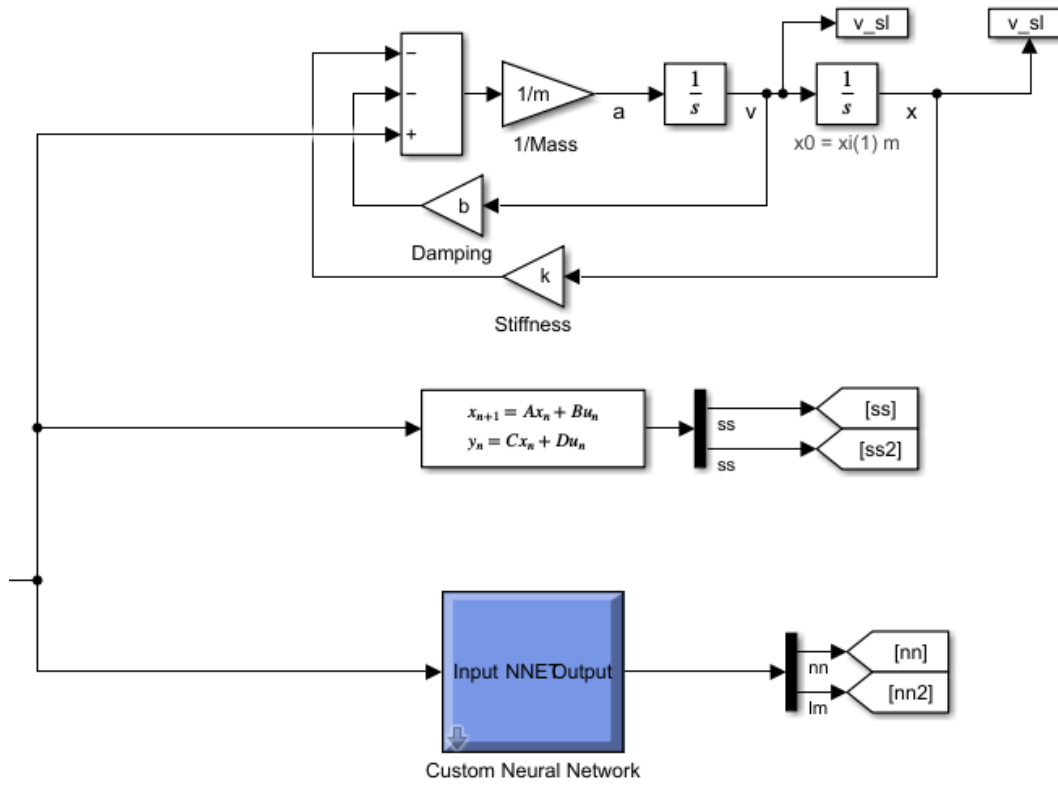 v_sl
v_sl
−
−
+
1/m
1/Mass
a
1
s
v
1
s
x
x0 = xi(1) m
b
Damping
k
Stiffness
xₙ₊₁ = Axₙ + Buₙ
yₙ = Cxₙ + Duₙ
ss
[ss]
ss
[ss2]
Input NNET Output
Custom Neural Network
nn
[nn]
lm
[nn2]